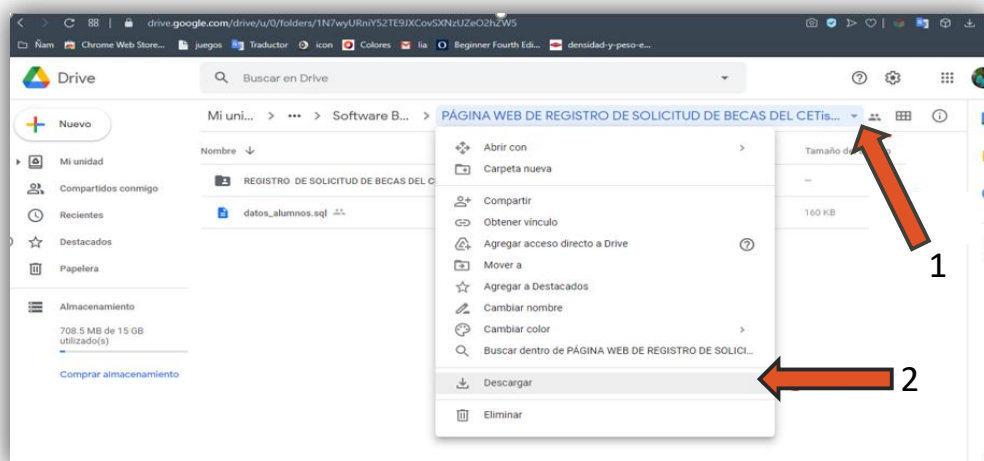 C 88 drive.google.com/drive/u/0/folders/1N7wyURniY52TE9JXCovSXNzUZeO2hZW5
Ñam Chrome Web Store... juegos Traductor icon Colores lia Beginner Fourth Edi... densidad-y-peso-e...
Drive Buscar en Drive
Nuevo Mi uni... > ••• > Software B... > PÁGINA WEB DE REGISTRO DE SOLICITUD DE BECAS DEL CETis...
Nombre Tamaño de
Mi unidad
Compartidos conmigo
Recientes
Destacados
Papelera
Almacenamiento
708.5 MB de 15 GB
utilizado(s)
Comprar almacenamiento
REGISTRO DE SOLICITUD DE BECAS DEL C
datos_alumnos.sql 160 KB
Abrir con
Carpeta nueva
Compartir
Obtener vínculo
Agregar acceso directo a Drive
Mover a
Agregar a Destacados
Cambiar nombre
Cambiar color
Buscar dentro de PÁGINA WEB DE REGISTRO DE SOLICI...
Descargar
Eliminar
1
2